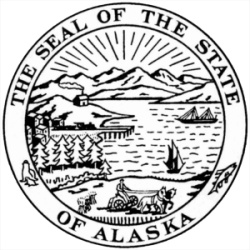 THE SEAL OF THE STATE
OF ALASKA